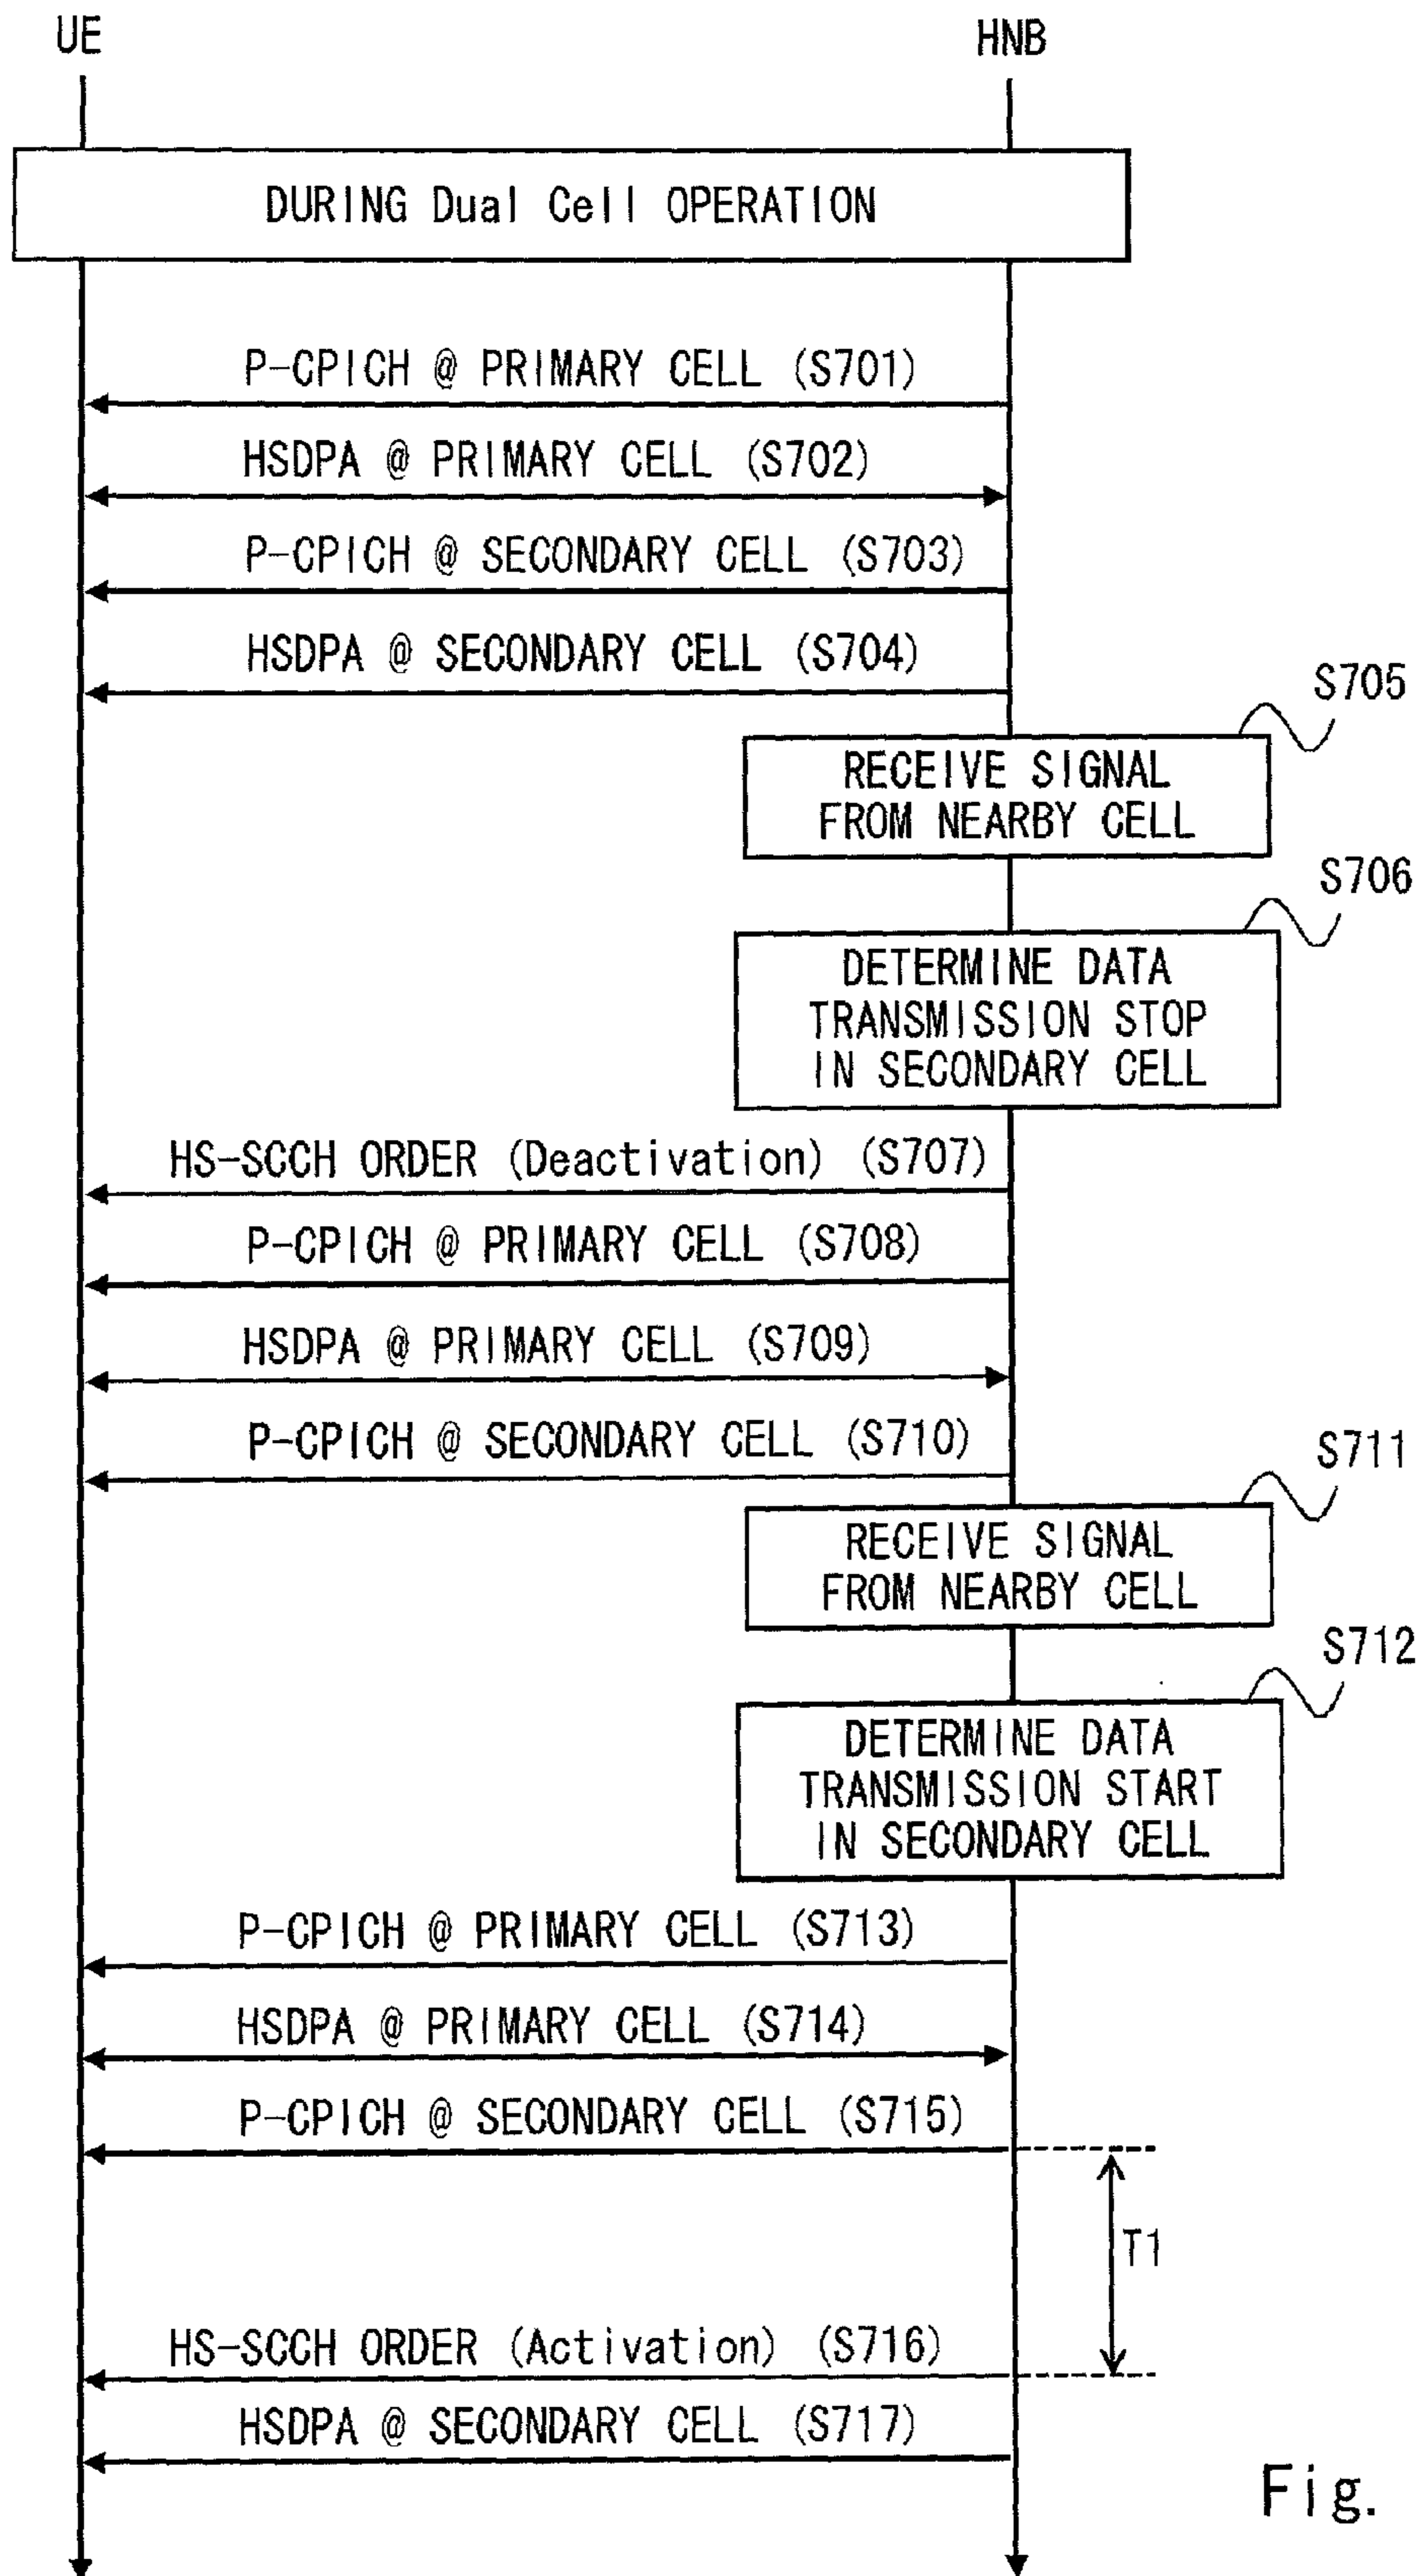 UE
HNB
DURING Dual Cell OPERATION
P-CPICH @ PRIMARY CELL (S701)
HSDPA @ PRIMARY CELL (S702)
P-CPICH @ SECONDARY CELL (S703)
HSDPA @ SECONDARY CELL (S704)
S705
RECEIVE SIGNAL
FROM NEARBY CELL
S706
DETERMINE DATA
TRANSMISSION STOP
IN SECONDARY CELL
HS-SCCH ORDER (Deactivation) (S707)
P-CPICH @ PRIMARY CELL (S708)
HSDPA @ PRIMARY CELL (S709)
P-CPICH @ SECONDARY CELL (S710)
S711
RECEIVE SIGNAL
FROM NEARBY CELL
S712
DETERMINE DATA
TRANSMISSION START
IN SECONDARY CELL
P-CPICH @ PRIMARY CELL (S713)
HSDPA @ PRIMARY CELL (S714)
P-CPICH @ SECONDARY CELL (S715)
T1
HS-SCCH ORDER (Activation) (S716)
HSDPA @ SECONDARY CELL (S717)
Fig.